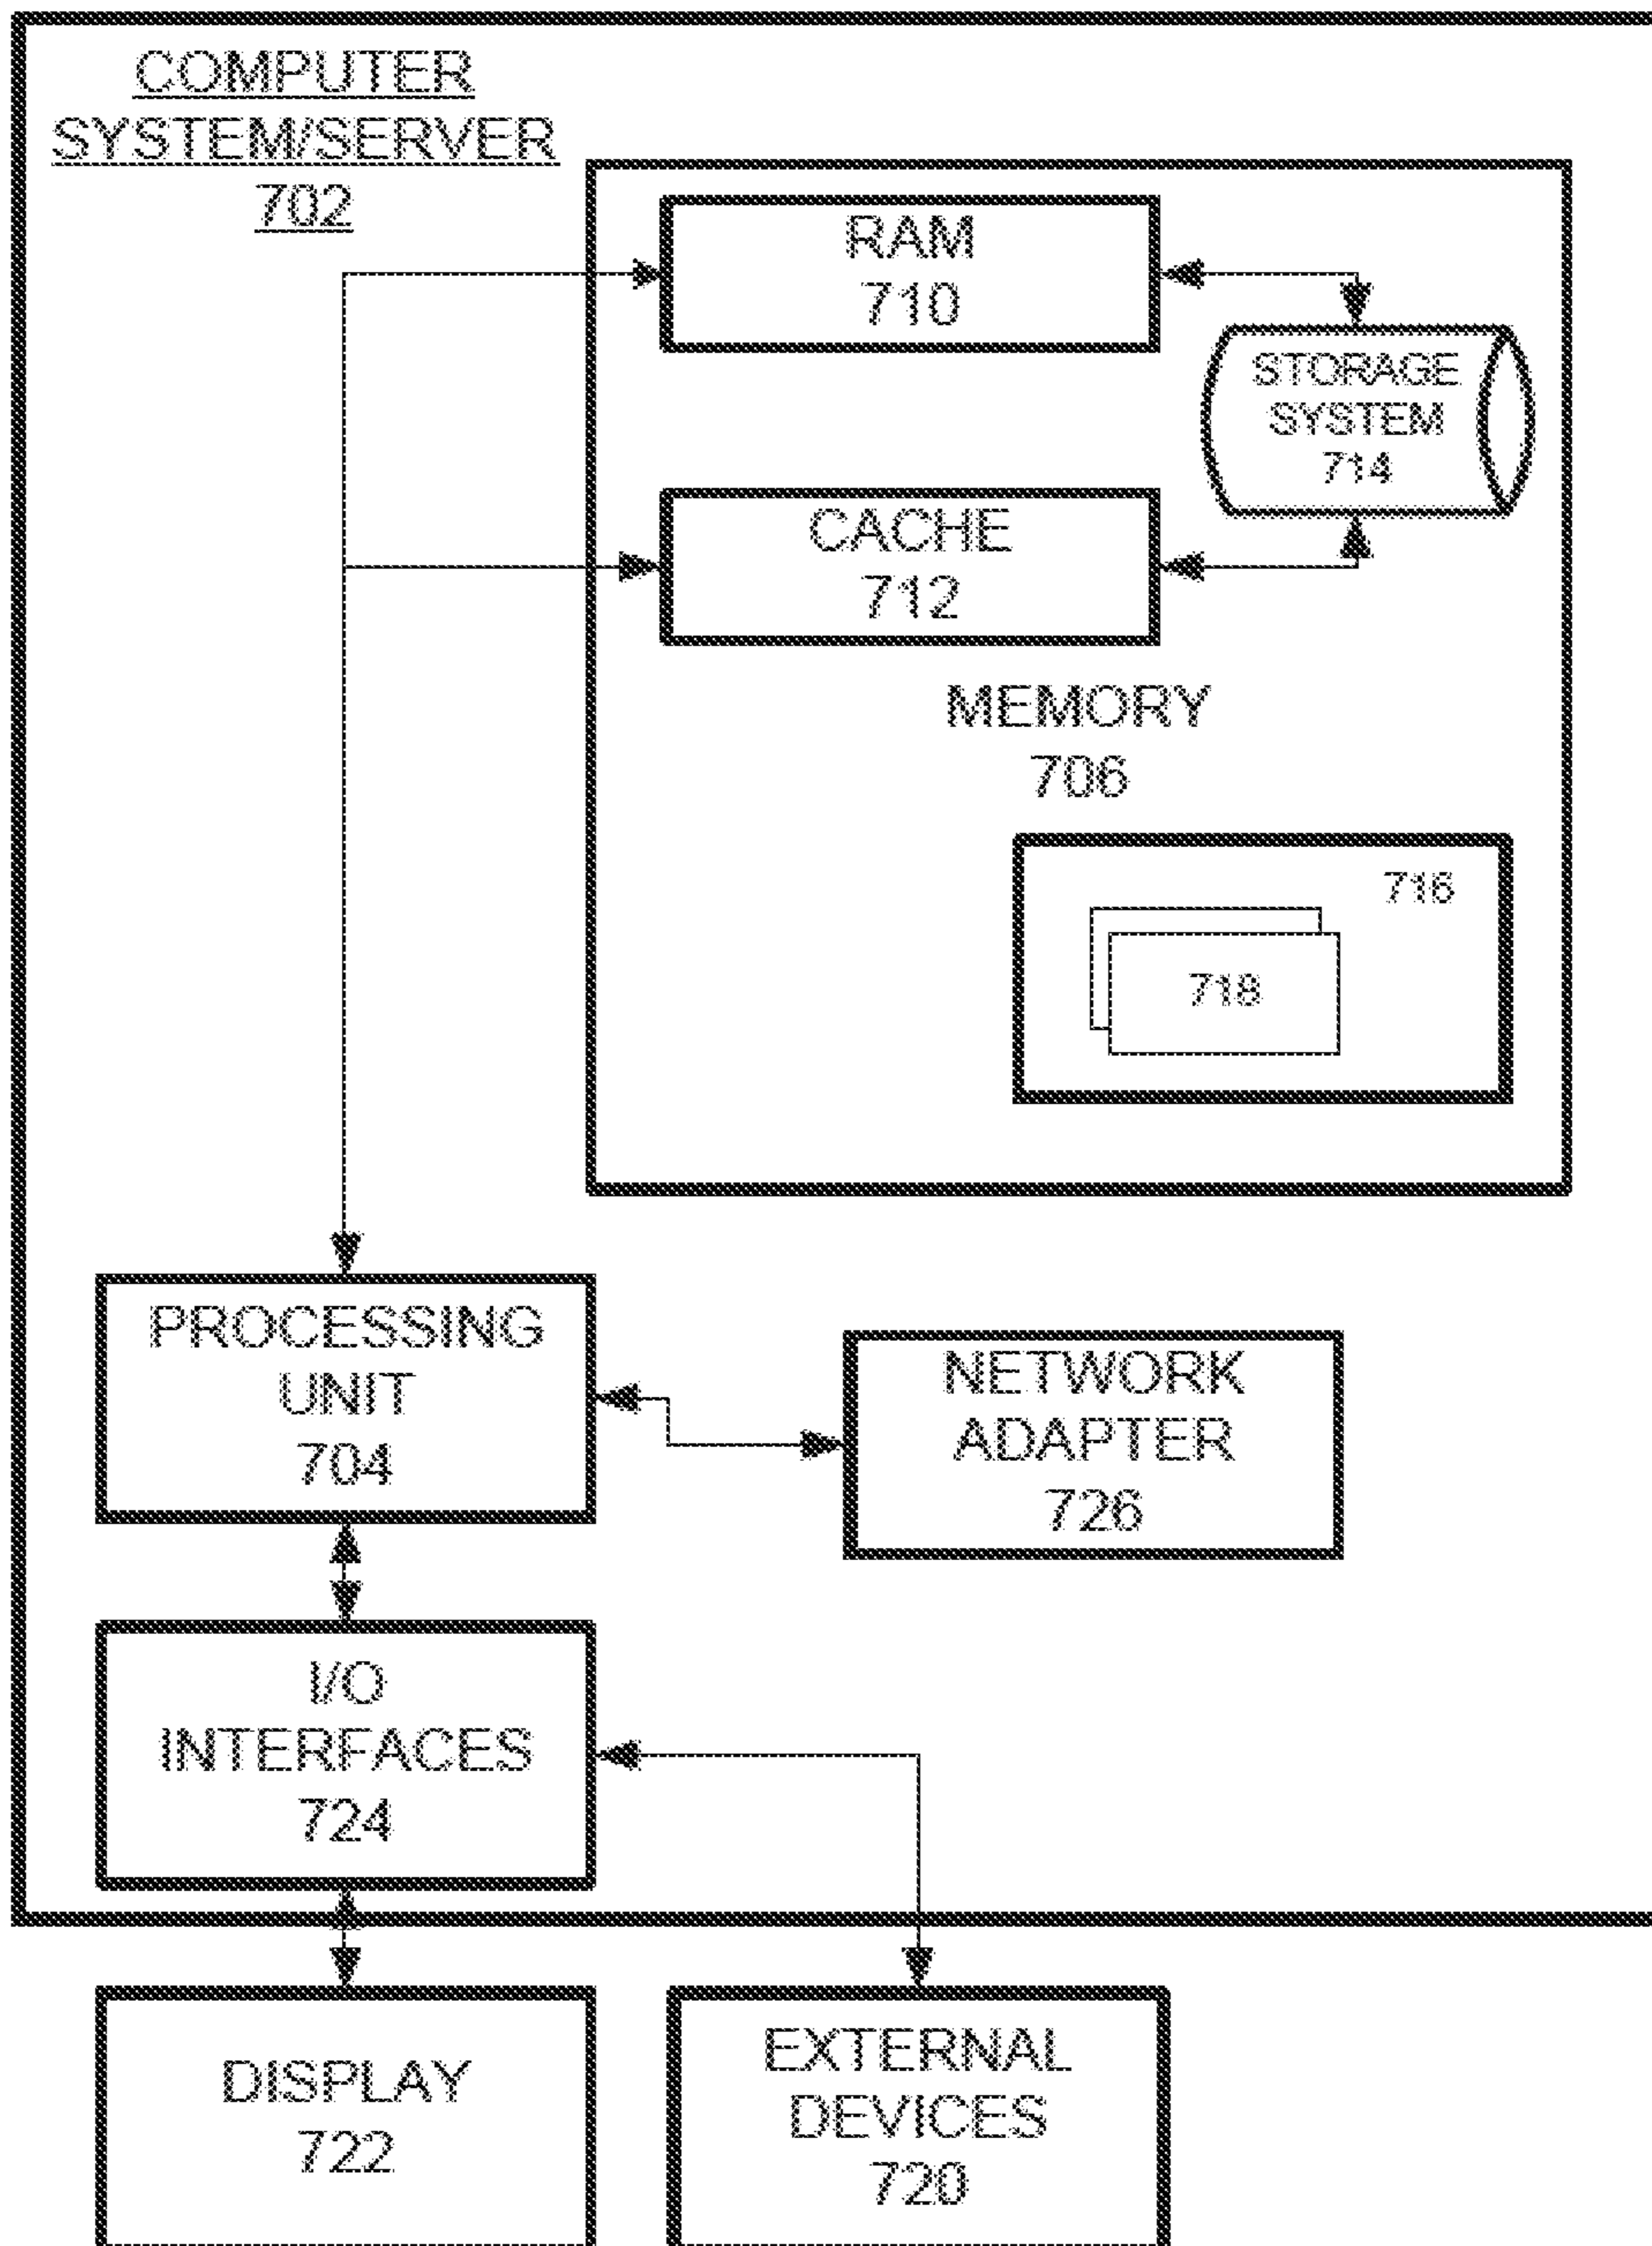 COMPUTER
SYSTEM/SERVER
702
RAM
710
STORAGE
SYSTEM
714
CACHE
712
MEMORY
706
716
718
PROCESSING
UNIT
704
NETWORK
ADAPTER
726
I/O
INTERFACES
724
DISPLAY
722
EXTERNAL
DEVICES
720